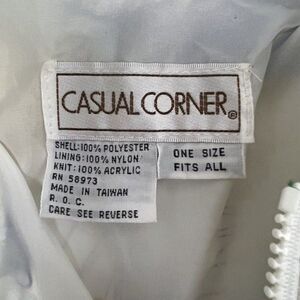 CASUAL CORNER®
SHELL:100% POLYESTER
LINING:100% NYLON
KNIT:100% ACRYLIC
RN 58973
MADE IN TAIWAN
R. O. C.
CARE SEE REVERSE
ONE SIZE
FITS ALL